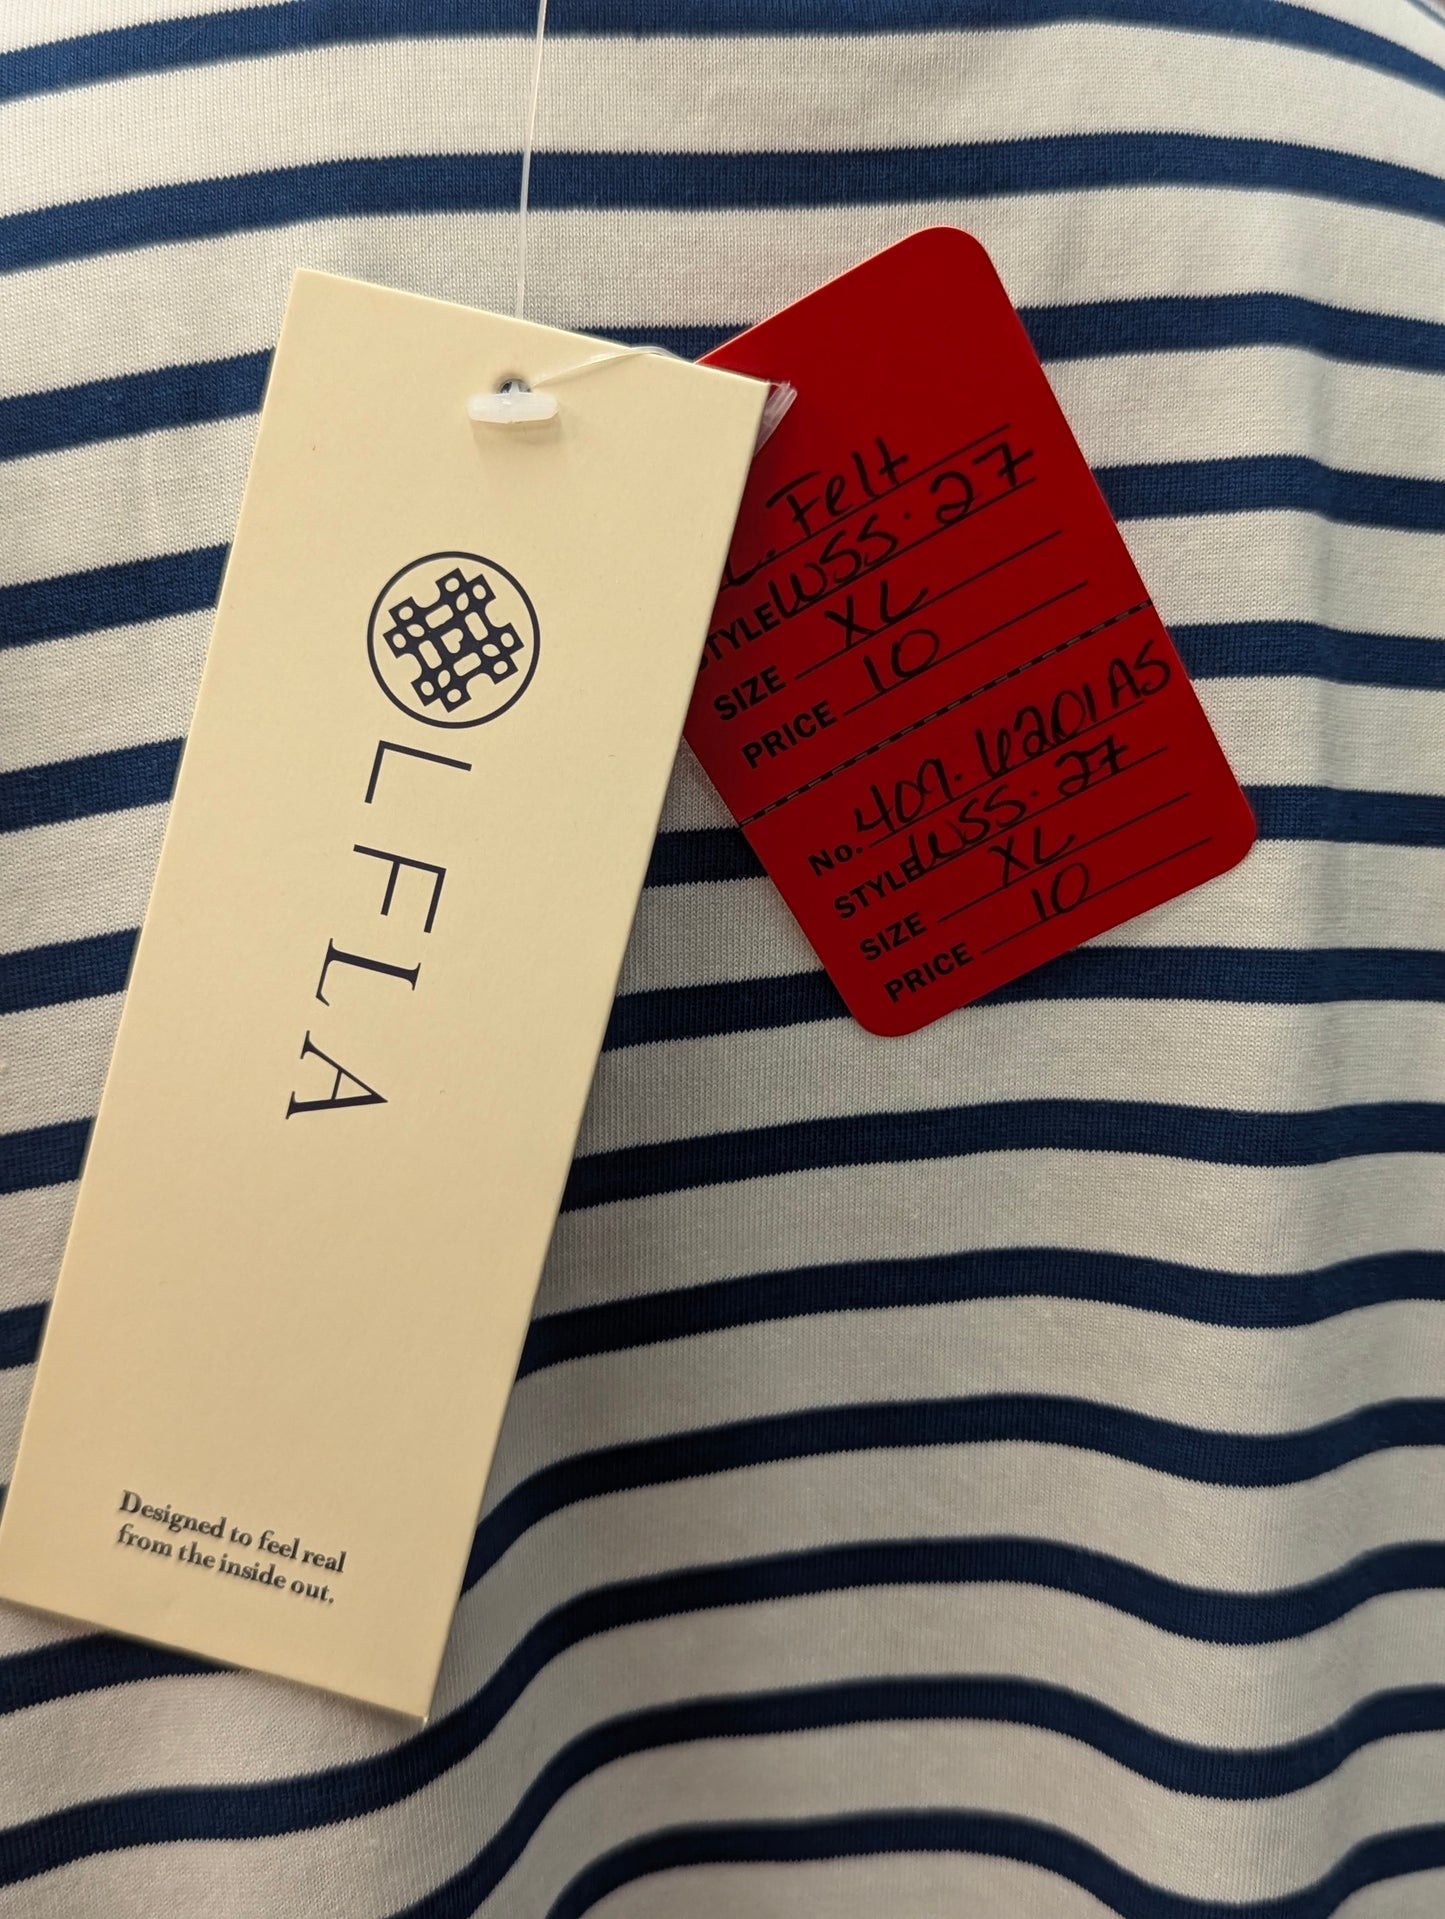 LFLA
Designed to feel real
from the inside out.
L. Felt
STYLE WSS. 27
SIZE XL
PRICE 10
No. 409. 6201AS
STYLE WSS. 27
SIZE XL
PRICE 10